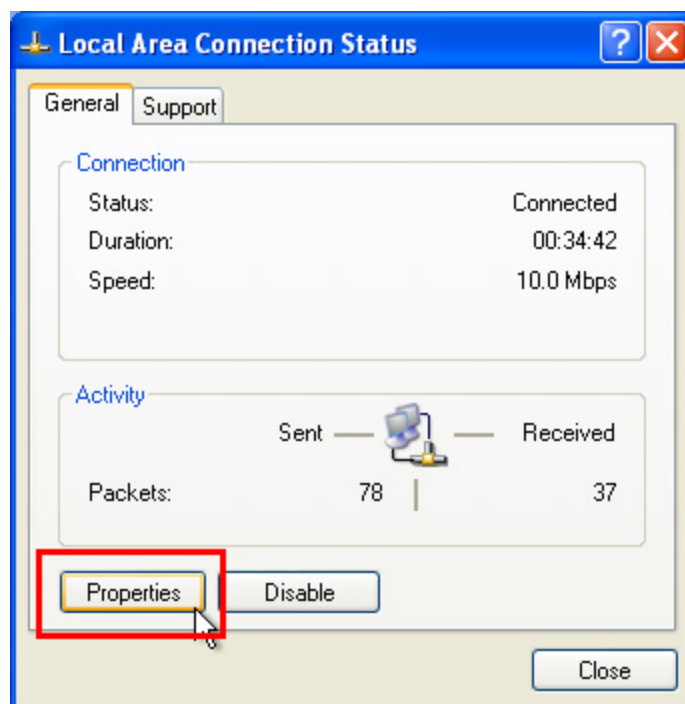 Local Area Connection Status
General Support
Connection
Status: Connected
Duration: 00:34:42
Speed: 10.0 Mbps
Activity
Sent Received
Packets: 78 37
Properties Disable
Close